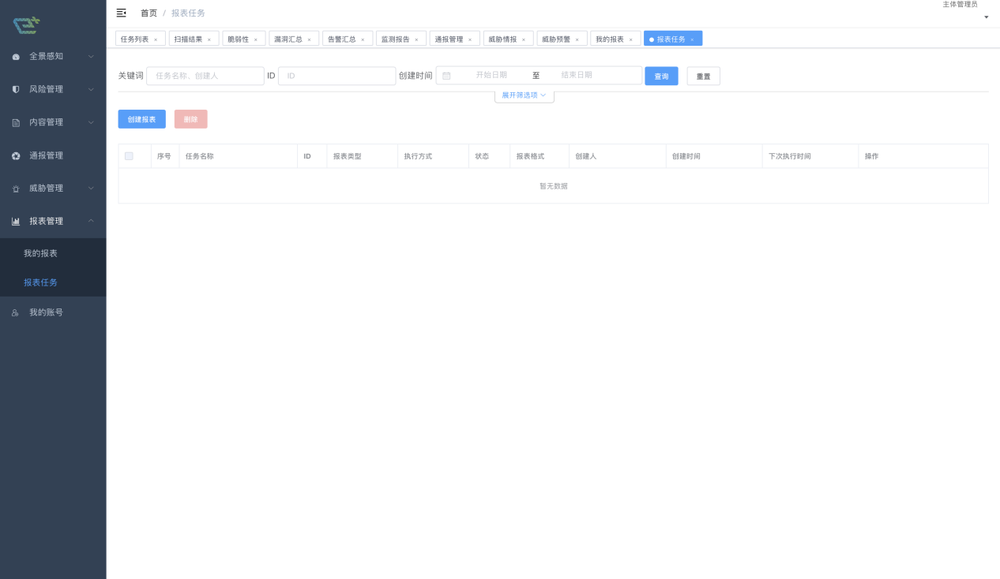 首页 / 报表任务
主体管理员
任务列表 × 扫描结果 × 脆弱性 × 漏洞汇总 × 告警汇总 × 监测报告 × 通报管理 × 威胁情报 × 威胁预警 × 我的报表 × 报表任务 ×
全景感知
风险管理
内容管理
通报管理
威胁管理
报表管理
我的报表
报表任务
我的账号
关键词 任务名称、创建人 ID ID 创建时间 开始日期 至 结束日期 查询 重置
展开筛选项
创建报表 删除
序号 任务名称 ID 报表类型 执行方式 状态 报表格式 创建人 创建时间 下次执行时间 操作
暂无数据